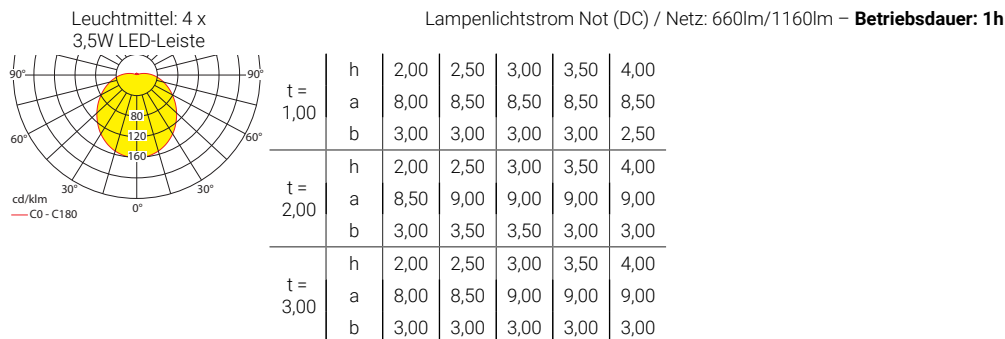 Leuchtmittel: 4 x
3,5W LED-Leiste
Lampenlichtstrom Not (DC) / Netz: 660lm/1160lm – Betriebsdauer: 1h
90° 90°
80
120
160
60° 60°
30° 30°
0°
cd/klm
C0 - C180
t = 1,00
h 2,00 2,50 3,00 3,50 4,00
a 8,00 8,50 8,50 8,50 8,50
b 3,00 3,00 3,00 3,00 2,50
t = 2,00
h 2,00 2,50 3,00 3,50 4,00
a 8,50 9,00 9,00 9,00 9,00
b 3,00 3,50 3,50 3,00 3,00
t = 3,00
h 2,00 2,50 3,00 3,50 4,00
a 8,00 8,50 9,00 9,00 9,00
b 3,00 3,00 3,00 3,00 3,00